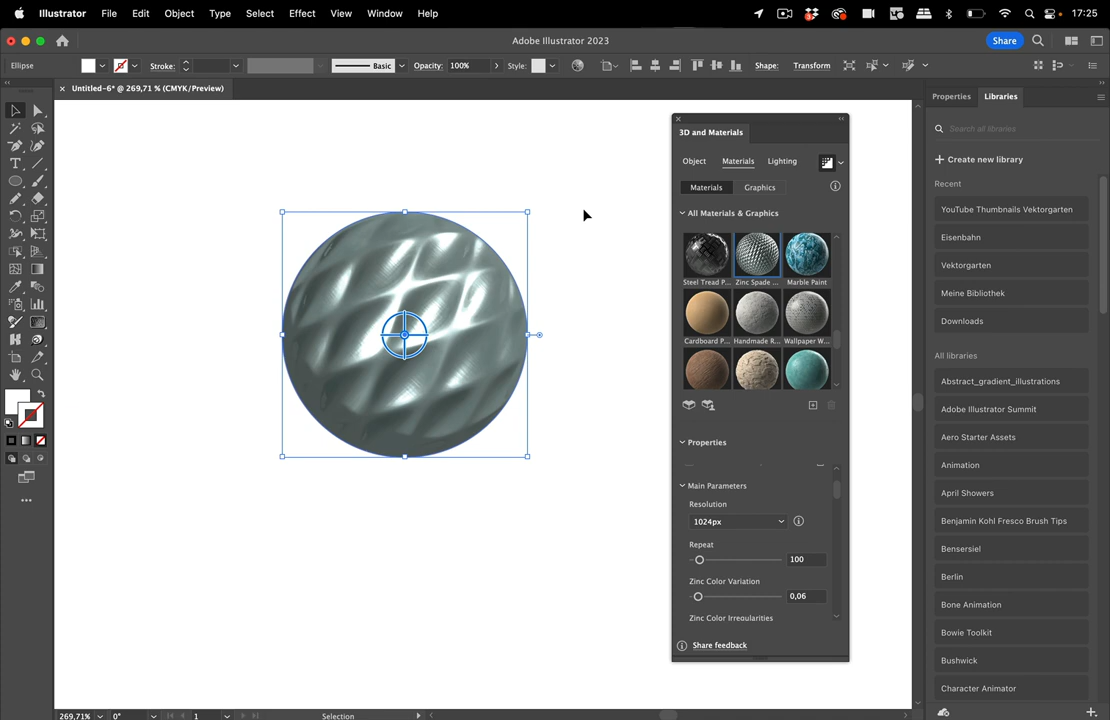 Illustrator File Edit Object Type Select Effect View Window Help 3 17:25
Adobe Illustrator 2023 Share
Ellipse Stroke: Basic Opacity: 100% Style: Shape: Transform
Untitled-6* @ 269,71 % (CMYK/Preview)
Properties Libraries
Search all libraries
Create new library
Recent
YouTube Thumbnails Vektorgarten
Eisenbahn
Vektorgarten
Meine Bibliothek
Downloads
All libraries
Abstract_gradient_illustrations
Adobe Illustrator Summit
Aero Starter Assets
Animation
April Showers
Benjamin Kohl Fresco Brush Tips
Bensersiel
Berlin
Bone Animation
Bowie Toolkit
Bushwick
Character Animator
3D and Materials
Object Materials Lighting
Materials Graphics
All Materials & Graphics
Steel Tread P... Zinc Spade ... Marble Paint
Cardboard P... Handmade R... Wallpaper W...
Properties
Main Parameters
Resolution
1024px
Repeat
100
Zinc Color Variation
0,06
Zinc Color Irregularities
Share feedback
269,71% 0° 1 Selection